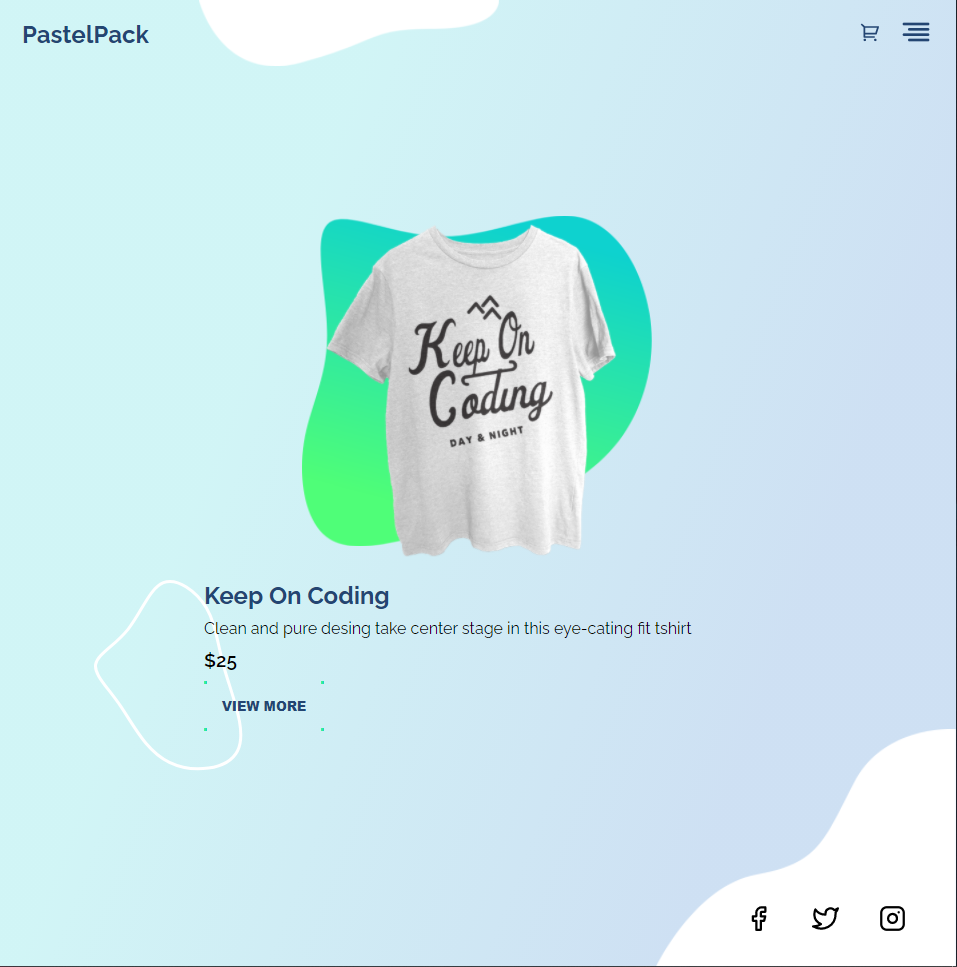 PastelPack
Keep On
Coding
DAY & NIGHT
Keep On Coding
Clean and pure desing take center stage in this eye-cating fit tshirt
$25
VIEW MORE